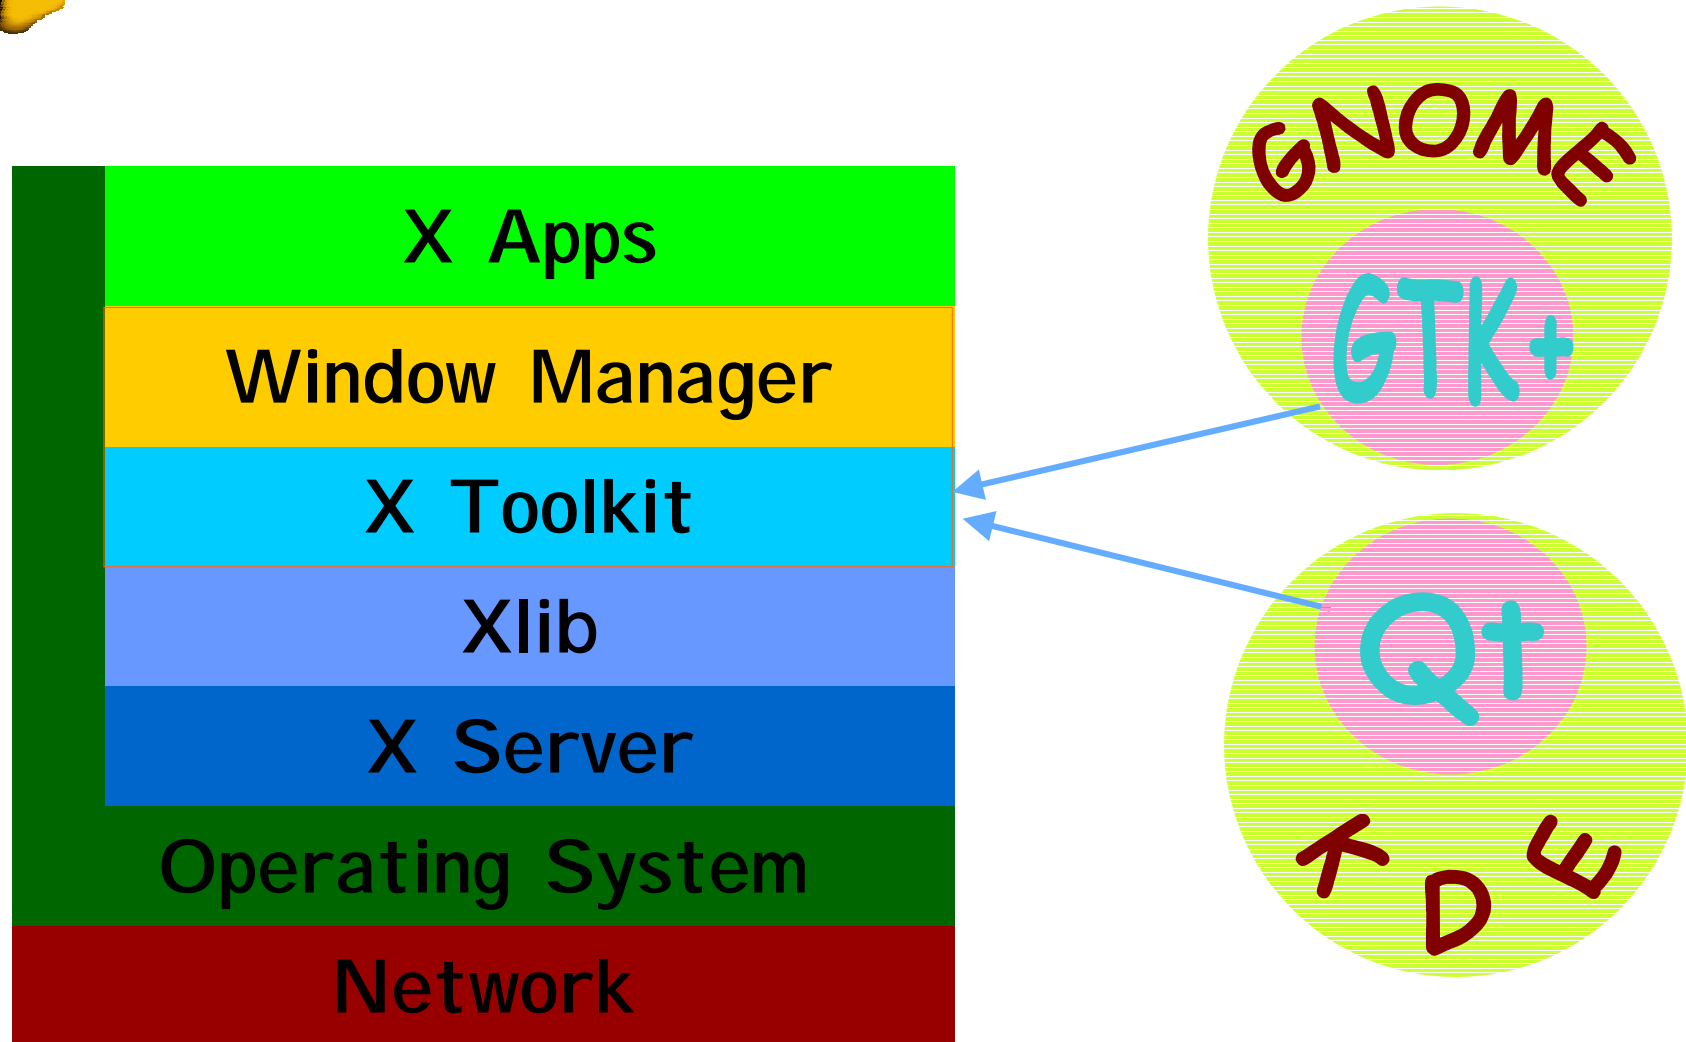 X Apps
Window Manager
X Toolkit
Xlib
X Server
Operating System
Network
GNOME
GTK+
Qt
KDE